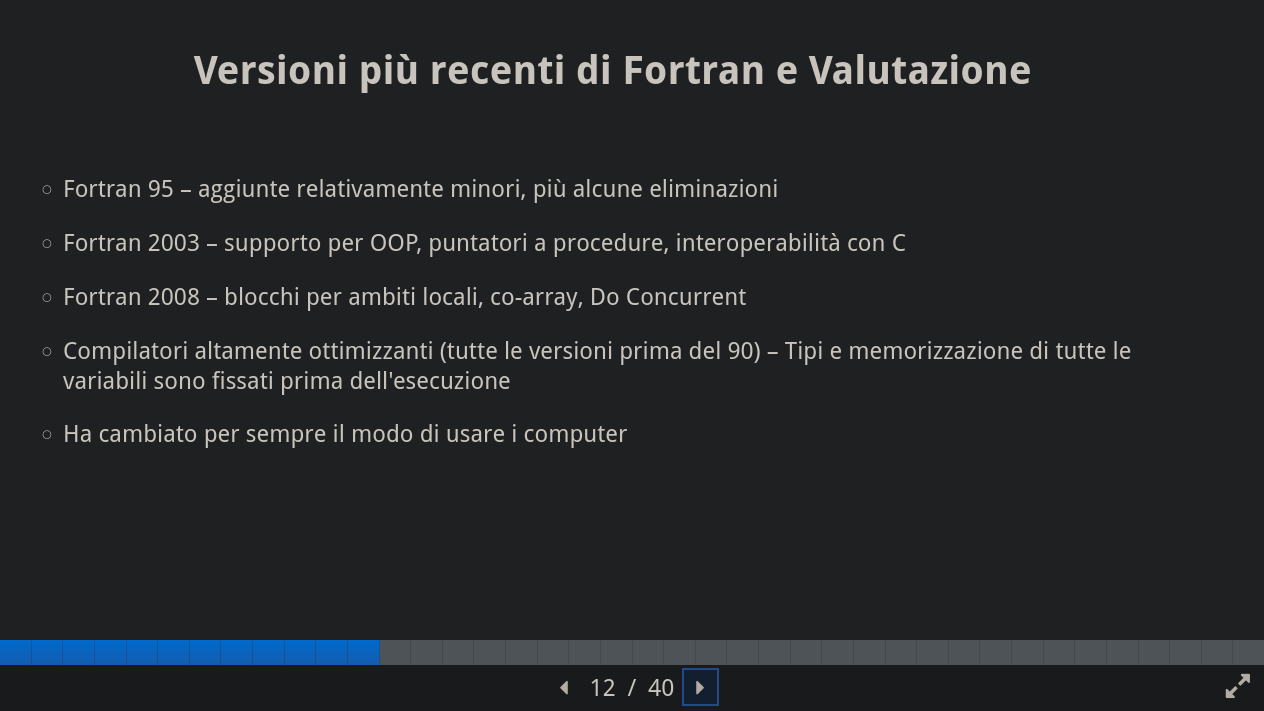 Versioni più recenti di Fortran e Valutazione
Fortran 95 – aggiunte relativamente minori, più alcune eliminazioni
Fortran 2003 – supporto per OOP, puntatori a procedure, interoperabilità con C
Fortran 2008 – blocchi per ambiti locali, co-array, Do Concurrent
Compilatori altamente ottimizzanti (tutte le versioni prima del 90) – Tipi e memorizzazione di tutte le
variabili sono fissati prima dell'esecuzione
Ha cambiato per sempre il modo di usare i computer
12 / 40